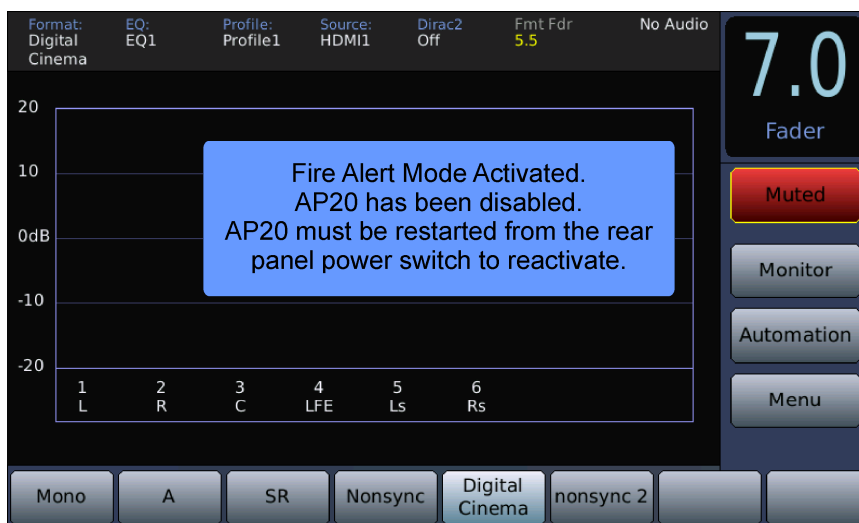 Format: EQ: Profile: Source: Dirac2 Fmt Fdr No Audio
Digital Cinema EQ1 Profile1 HDMI1 Off 5.5
7.0
Fader
20
10
0dB
-10
-20
Fire Alert Mode Activated.
AP20 has been disabled.
AP20 must be restarted from the rear
panel power switch to reactivate.
1 2 3 4 5 6
L R C LFE Ls Rs
Muted
Monitor
Automation
Menu
Mono A SR Nonsync Digital Cinema nonsync 2